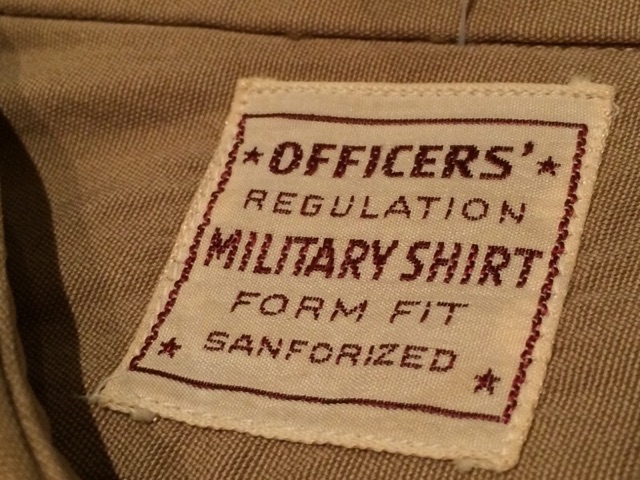 ★OFFICERS'★
REGULATION
MILITARY SHIRT
FORM FIT
SANFORIZED